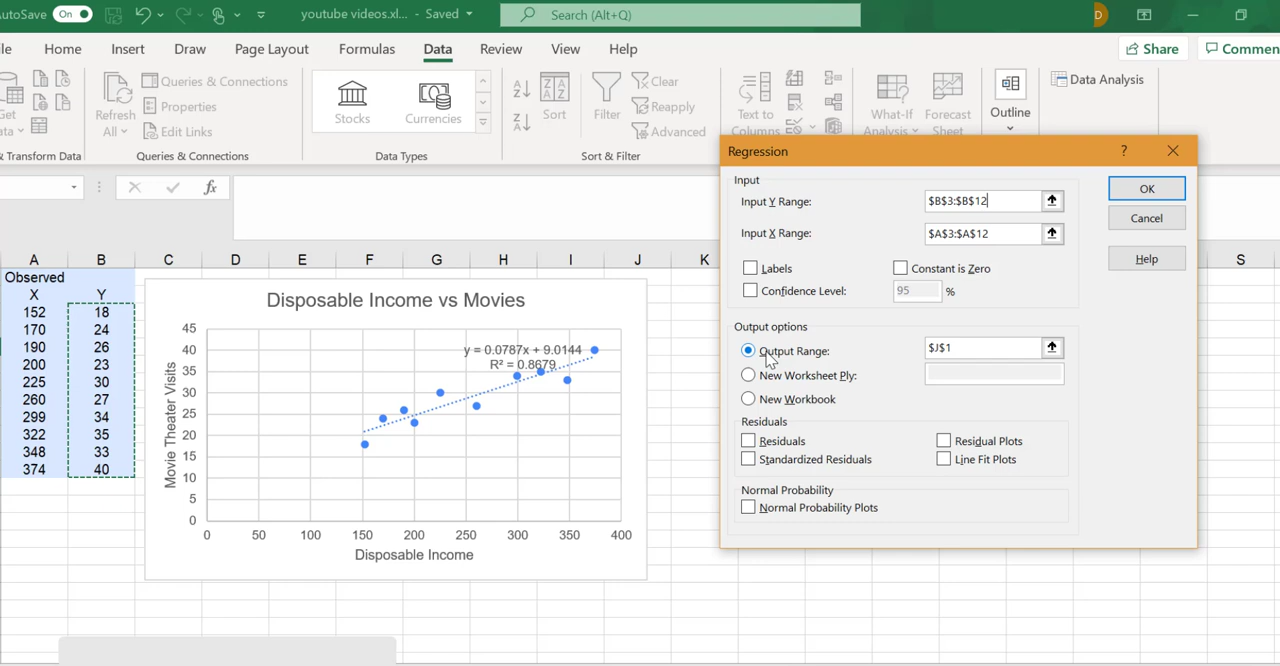 AutoSave On youtube videos.xl... - Saved Search (Alt+Q) D
le Home Insert Draw Page Layout Formulas Data Review View Help Share Commen
Get Data
Refresh All
Queries & Connections
Properties
Edit Links
Stocks Currencies
Sort Filter
Clear
Reapply
Advanced
Text to Columns
What-If Analysis
Forecast Sheet
Outline
Data Analysis
& Transform Data Queries & Connections Data Types Sort & Filter
fx
A B C D E F G H I J K S
Observed
X Y
152 18
170 24
190 26
200 23
225 30
260 27
299 34
322 35
348 33
374 40
Disposable Income vs Movies
Movie Theater Visits
45
40
35
30
25
20
15
10
5
0
y = 0.0787x + 9.0144
R² = 0.8679
0 50 100 150 200 250 300 350 400
Disposable Income
Regression ?
Input
Input Y Range: $B$3:$B$12
Input X Range: $A$3:$A$12
Labels Constant is Zero
Confidence Level: 95 %
OK
Cancel
Help
Output options
Output Range: $J$1
New Worksheet Ply:
New Workbook
Residuals
Residuals Residual Plots
Standardized Residuals Line Fit Plots
Normal Probability
Normal Probability Plots